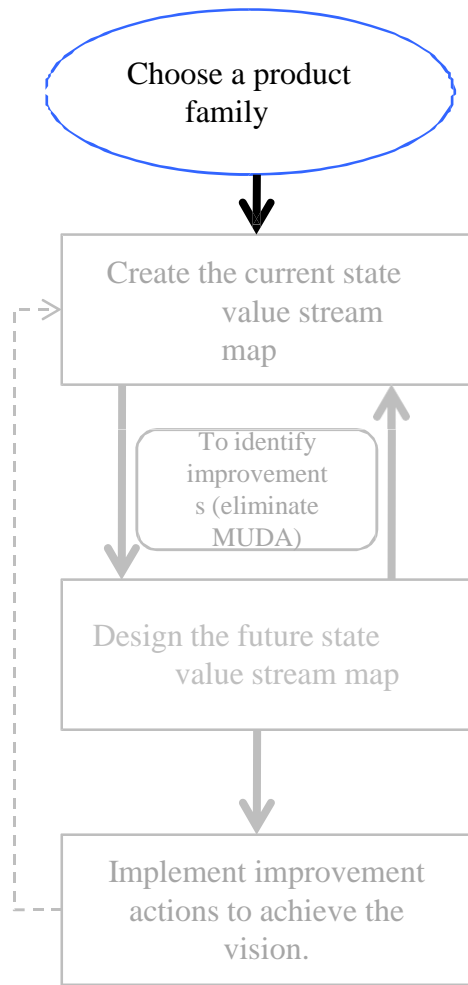 Choose a product
family
Create the current state
value stream
map
To identify
improvement
s (eliminate
MUDA)
Design the future state
value stream map
Implement improvement
actions to achieve the
vision.